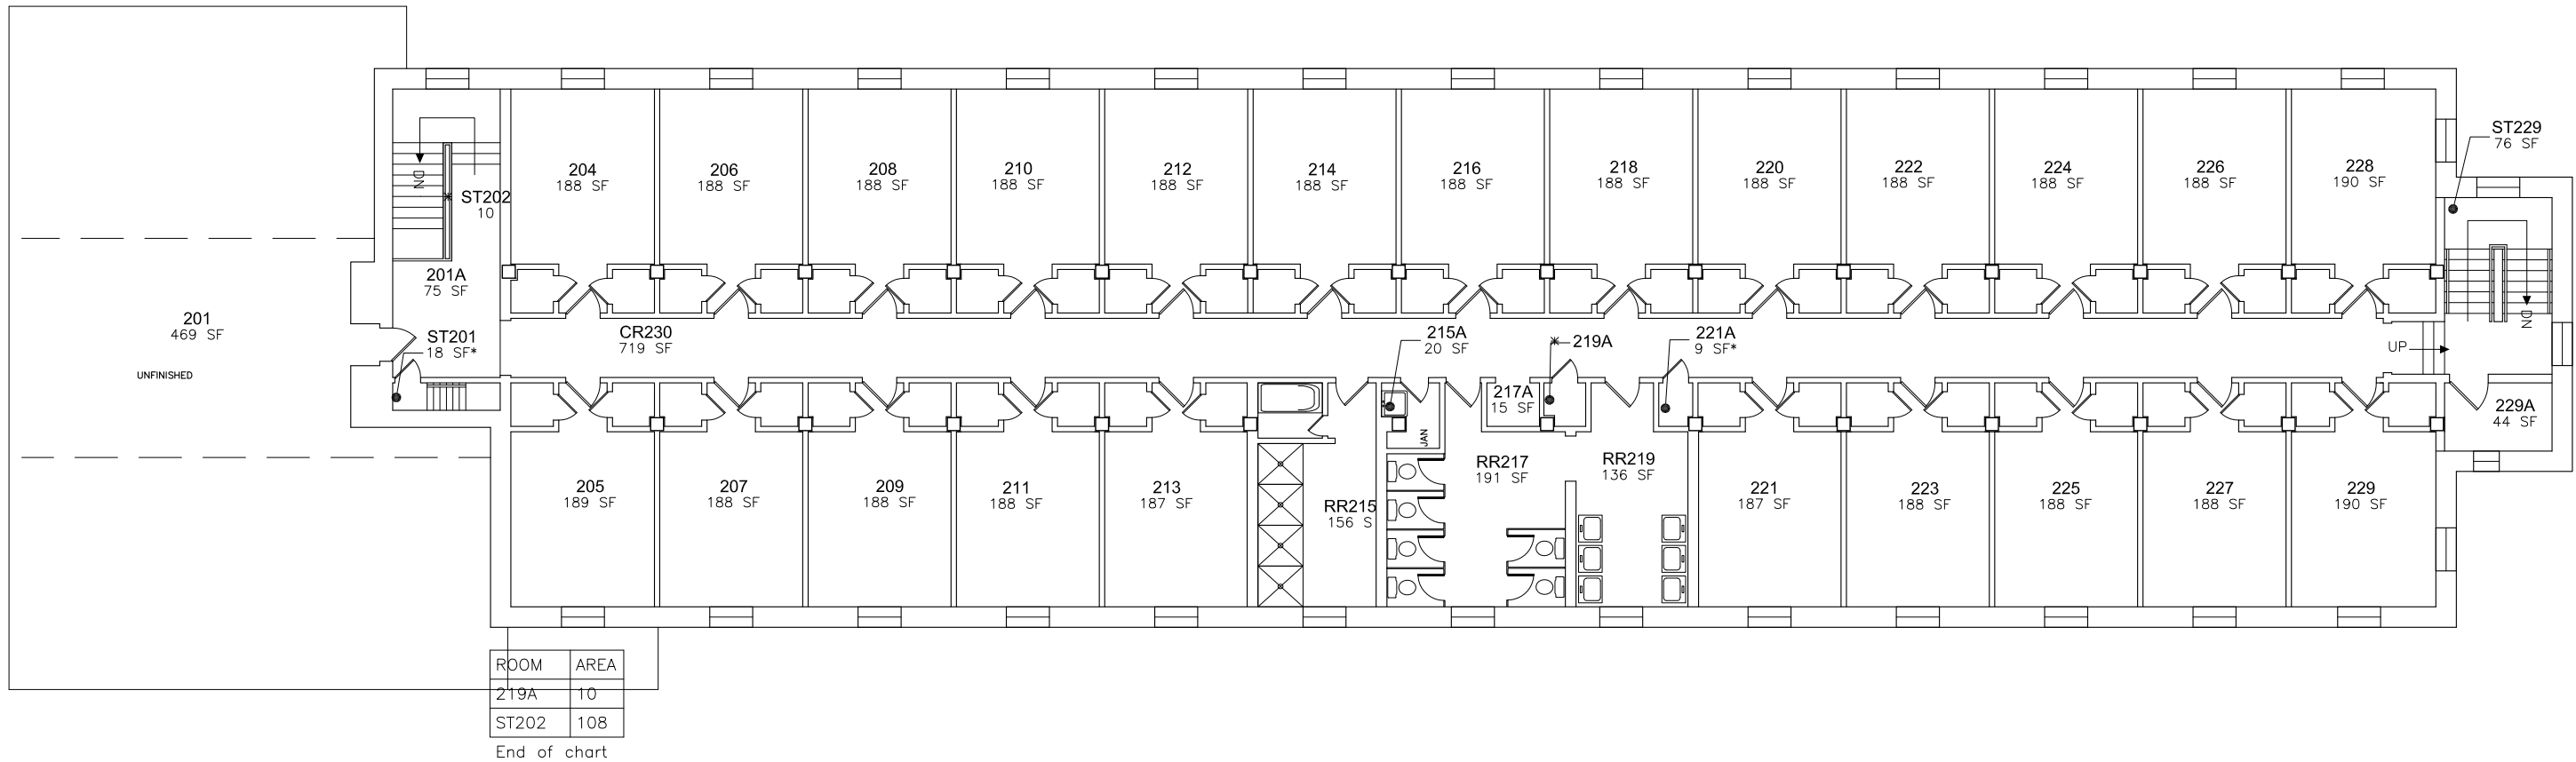 ST229
76 SF
204
188 SF
206
188 SF
208
188 SF
210
188 SF
212
188 SF
214
188 SF
216
188 SF
218
188 SF
220
188 SF
222
188 SF
224
188 SF
226
188 SF
228
190 SF
DN
ST202
10
201A
75 SF
201
469 SF
UNFINISHED
ST201
18 SF*
CR230
719 SF
215A
20 SF
219A
221A
9 SF*
UP
DN
217A
15 SF
229A
44 SF
JAN
205
189 SF
207
188 SF
209
188 SF
211
188 SF
213
187 SF
RR215
156 S
RR217
191 SF
RR219
136 SF
221
187 SF
223
188 SF
225
188 SF
227
188 SF
229
190 SF
ROOM AREA
219A 10
ST202 108
End of chart